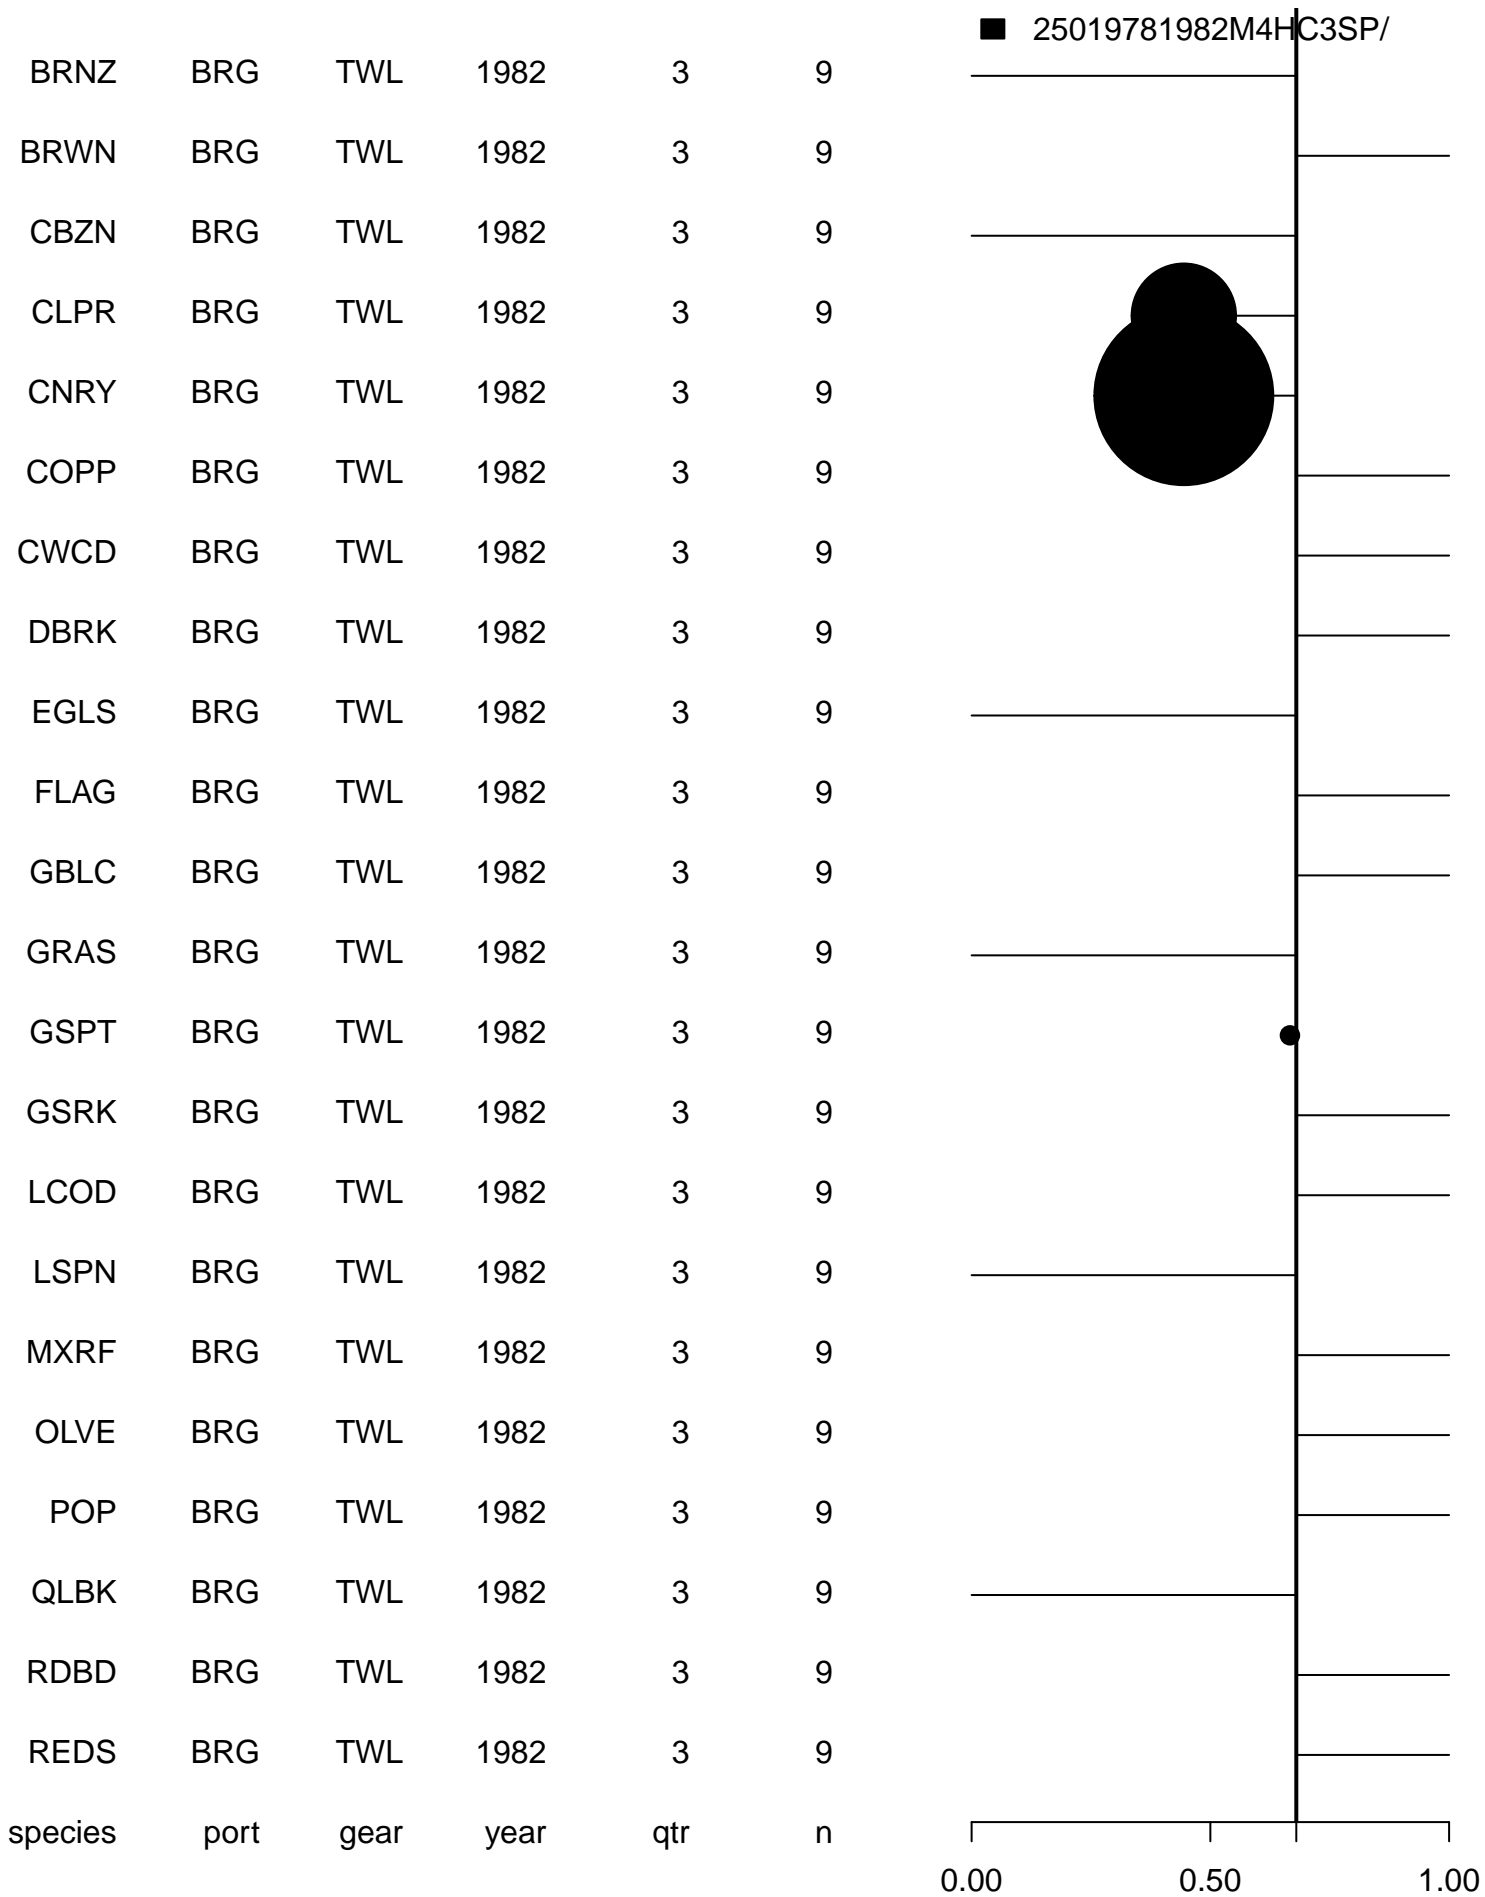 25019781982M4HC3SP/
BRNZ BRG TWL 1982 3 9
BRWN BRG TWL 1982 3 9
CBZN BRG TWL 1982 3 9
CLPR BRG TWL 1982 3 9
CNRY BRG TWL 1982 3 9
COPP BRG TWL 1982 3 9
CWCD BRG TWL 1982 3 9
DBRK BRG TWL 1982 3 9
EGLS BRG TWL 1982 3 9
FLAG BRG TWL 1982 3 9
GBLC BRG TWL 1982 3 9
GRAS BRG TWL 1982 3 9
GSPT BRG TWL 1982 3 9
GSRK BRG TWL 1982 3 9
LCOD BRG TWL 1982 3 9
LSPN BRG TWL 1982 3 9
MXRF BRG TWL 1982 3 9
OLVE BRG TWL 1982 3 9
POP BRG TWL 1982 3 9
QLBK BRG TWL 1982 3 9
RDBD BRG TWL 1982 3 9
REDS BRG TWL 1982 3 9
species port gear year qtr n
0.00 0.50 1.00